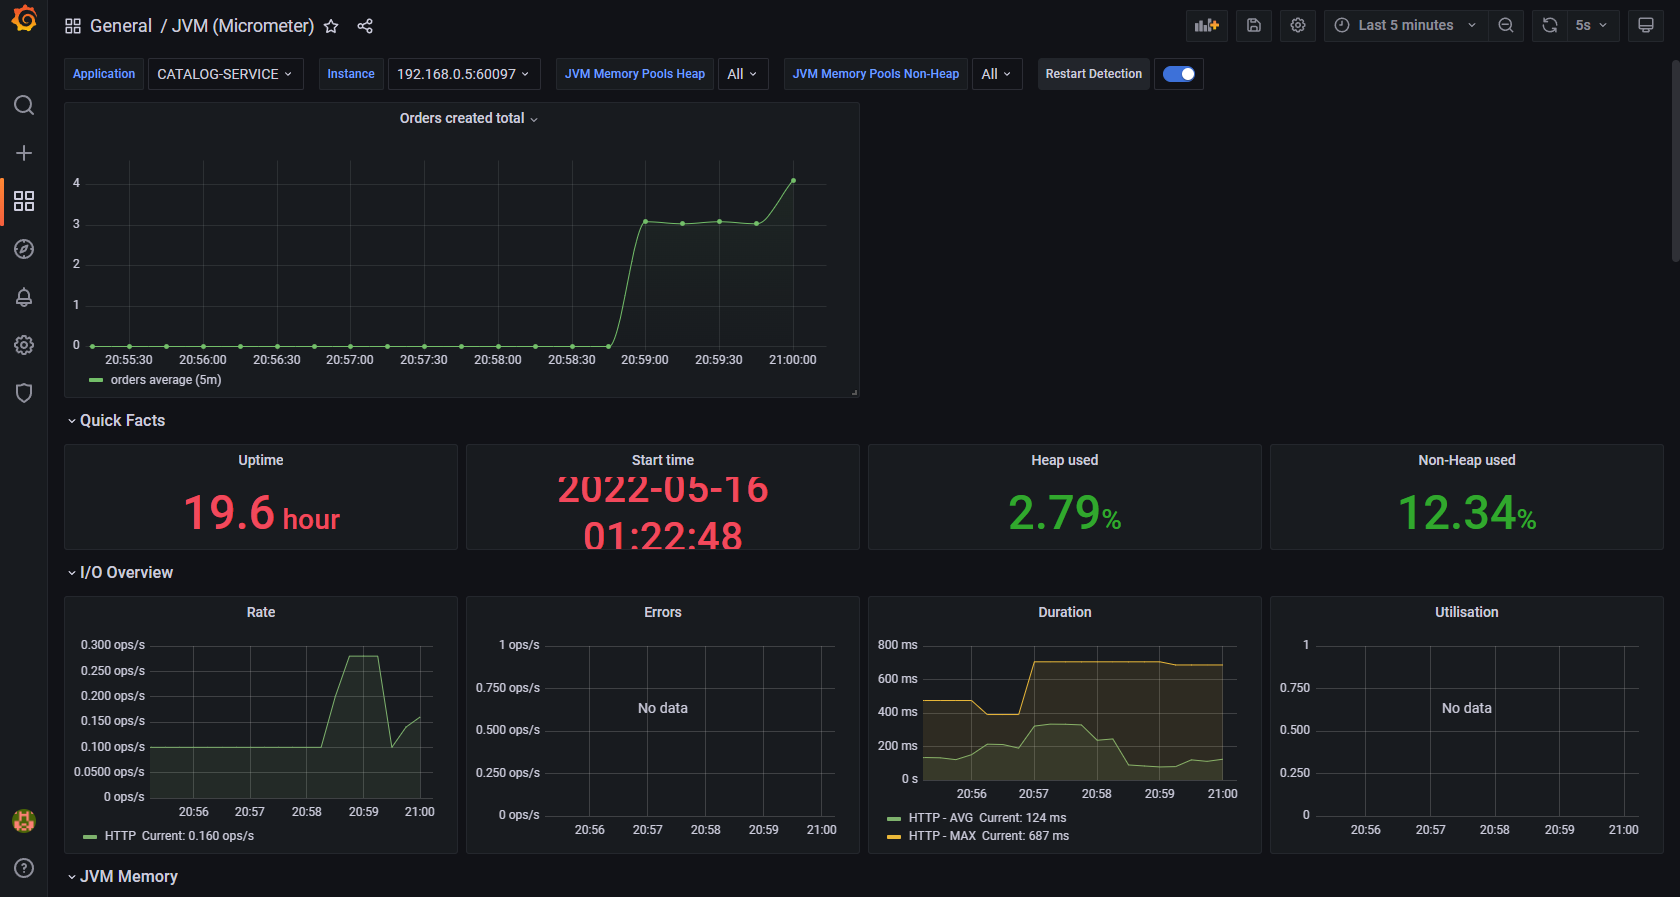 General / JVM (Micrometer)
Last 5 minutes
5s
Application
CATALOG-SERVICE
Instance
192.168.0.5:60097
JVM Memory Pools Heap
All
JVM Memory Pools Non-Heap
All
Restart Detection
Orders created total
4
3
2
1
0
20:55:30 20:56:00 20:56:30 20:57:00 20:57:30 20:58:00 20:58:30 20:59:00 20:59:30 21:00:00
orders average (5m)
Quick Facts
Uptime
19.6 hour
Start time
2022-05-16
01:22:48
Heap used
2.79%
Non-Heap used
12.34%
I/O Overview
Rate
0.300 ops/s
0.250 ops/s
0.200 ops/s
0.150 ops/s
0.100 ops/s
0.0500 ops/s
0 ops/s
20:56 20:57 20:58 20:59 21:00
HTTP Current: 0.160 ops/s
Errors
1 ops/s
0.750 ops/s
No data
0.500 ops/s
0.250 ops/s
0 ops/s
20:56 20:57 20:58 20:59 21:00
Duration
800 ms
600 ms
400 ms
200 ms
0 s
20:56 20:57 20:58 20:59 21:00
HTTP - AVG Current: 124 ms
HTTP - MAX Current: 687 ms
Utilisation
1
0.750
No data
0.500
0.250
0
20:56 20:57 20:58 20:59 21:00
JVM Memory